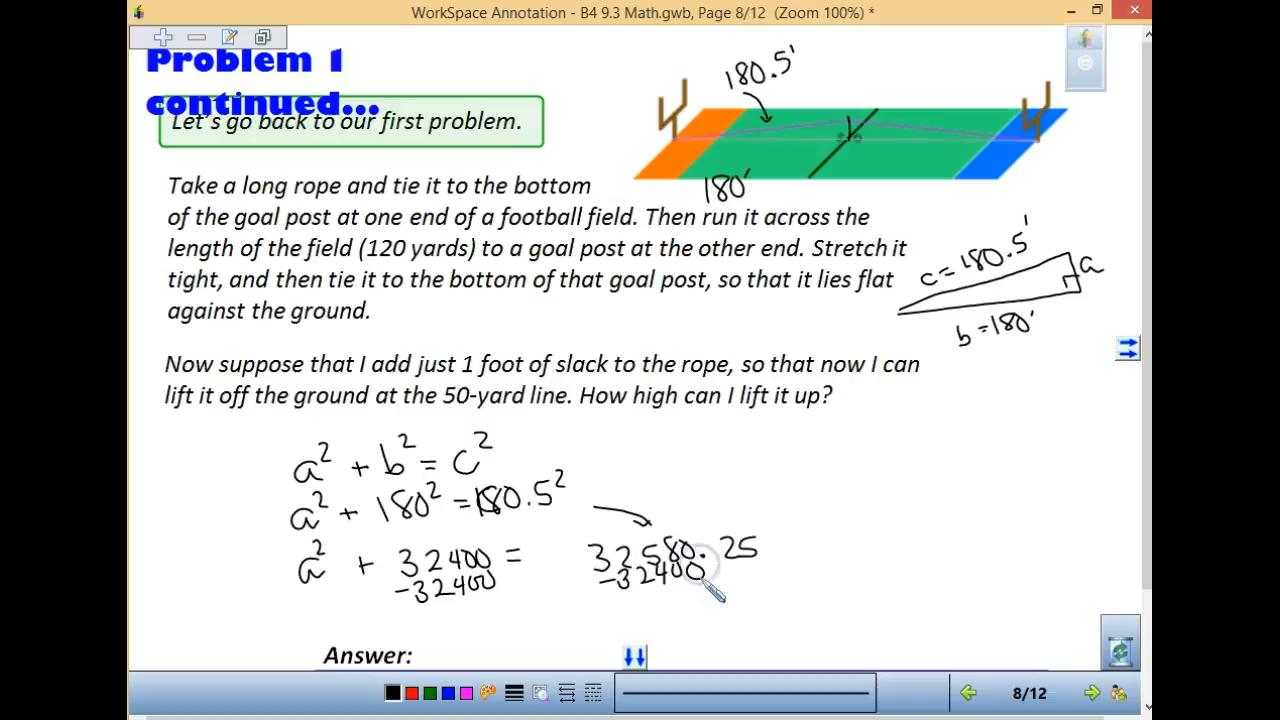 WorkSpace Annotation - B4 9.3 Math.gwb, Page 8/12 (Zoom 100%) *
Problem 1
continued...
Let's go back to our first problem.
180.5'
180'
Take a long rope and tie it to the bottom
of the goal post at one end of a football field. Then run it across the
length of the field (120 yards) to a goal post at the other end. Stretch it
tight, and then tie it to the bottom of that goal post, so that it lies flat
against the ground.
c = 180.5'
a
b = 180'
Now suppose that I add just 1 foot of slack to the rope, so that now I can
lift it off the ground at the 50-yard line. How high can I lift it up?
a² + b² = c²
a² + 180² = 180.5²
a² + 32400 = 32580.25
-32400 -32400
Answer:
8/12